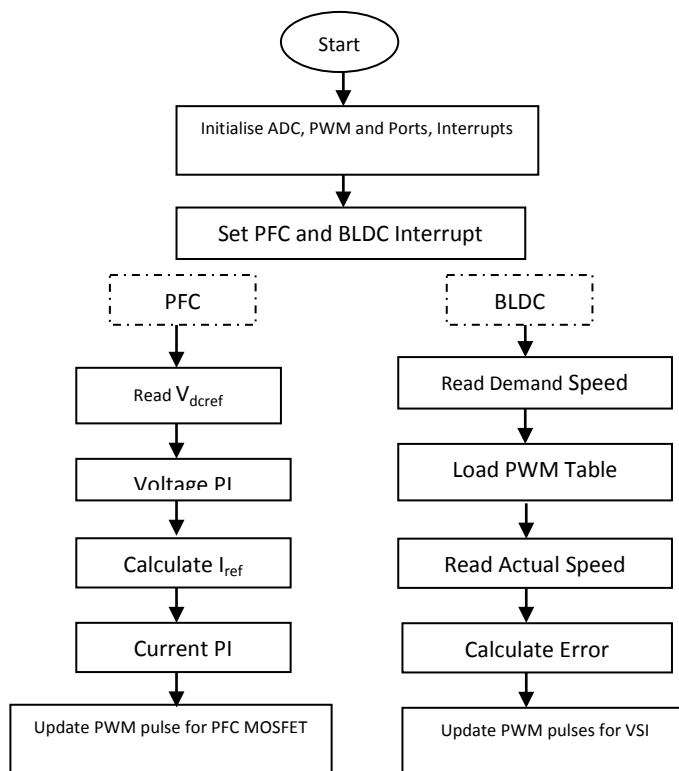 Start
Initialise ADC, PWM and Ports, Interrupts
Set PFC and BLDC Interrupt
PFC
Read Vdcref
Voltage PI
Calculate Iref
Current PI
Update PWM pulse for PFC MOSFET
BLDC
Read Demand Speed
Load PWM Table
Read Actual Speed
Calculate Error
Update PWM pulses for VSI